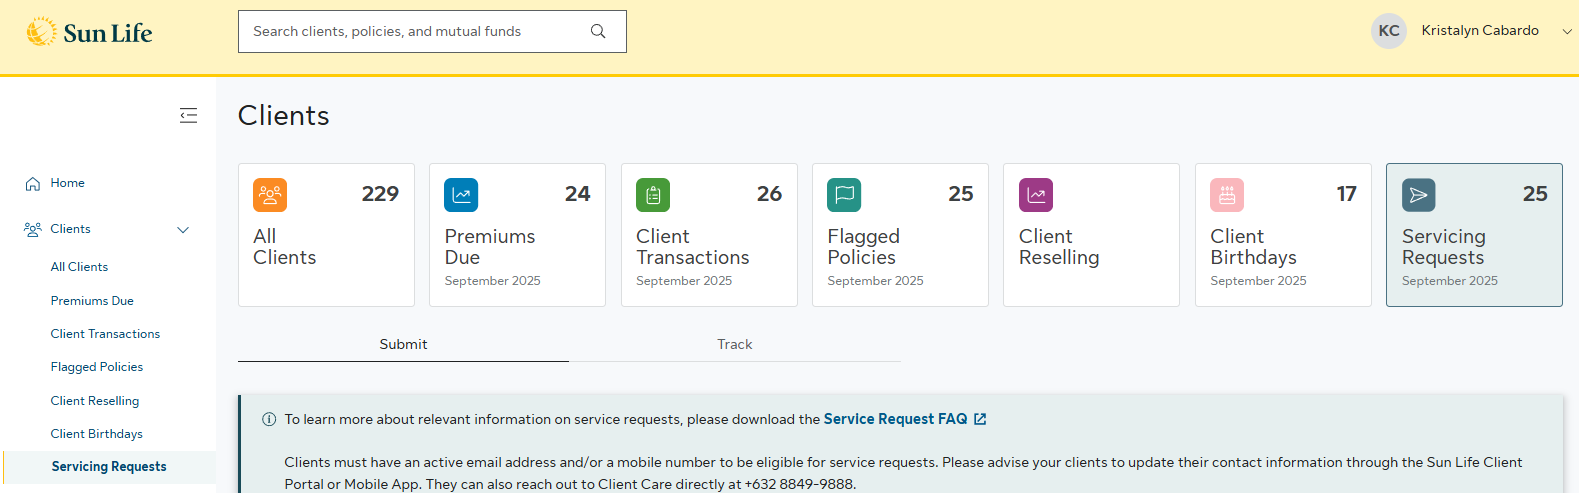 Sun Life
Search clients, policies, and mutual funds
KC
Kristalyn Cabardo
Home
Clients
All Clients
Premiums Due
Client Transactions
Flagged Policies
Client Reselling
Client Birthdays
Servicing Requests
Clients
229
All
Clients
24
Premiums
Due
September 2025
26
Client
Transactions
September 2025
25
Flagged
Policies
September 2025
Client
Reselling
17
Client
Birthdays
September 2025
25
Servicing
Requests
September 2025
Submit
Track
To learn more about relevant information on service requests, please download the Service Request FAQ
Clients must have an active email address and/or a mobile number to be eligible for service requests. Please advise your clients to update their contact information through the Sun Life Client
Portal or Mobile App. They can also reach out to Client Care directly at +632 8849-9888.